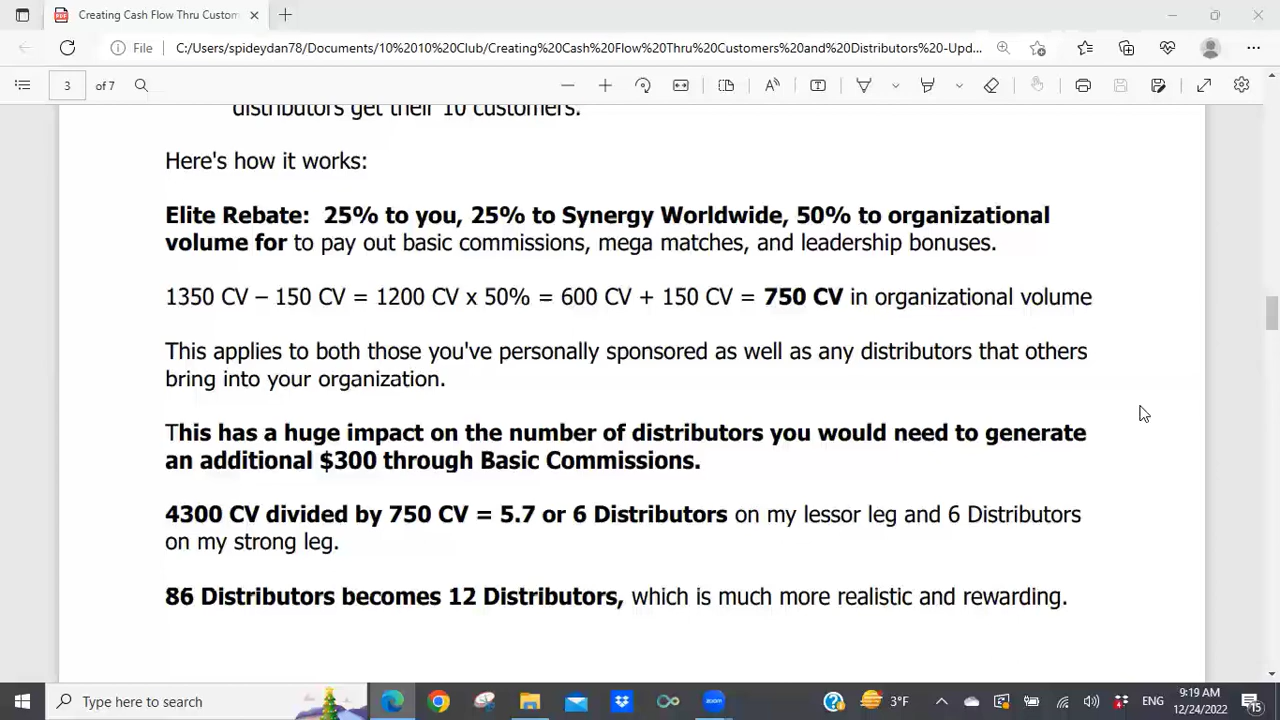 Creating Cash Flow Thru Custom
File
C:/Users/spideydan78/Documents/10%2010%20Club/Creating%20Cash%20Flow%20Thru%20Customers%20and%20Distributors%20-Upd...
3 of 7
distributors get their 10 customers.
Here's how it works:
Elite Rebate: 25% to you, 25% to Synergy Worldwide, 50% to organizational
volume for to pay out basic commissions, mega matches, and leadership bonuses.
1350 CV – 150 CV = 1200 CV x 50% = 600 CV + 150 CV = 750 CV in organizational volume
This applies to both those you've personally sponsored as well as any distributors that others
bring into your organization.
This has a huge impact on the number of distributors you would need to generate
an additional $300 through Basic Commissions.
4300 CV divided by 750 CV = 5.7 or 6 Distributors on my lessor leg and 6 Distributors
on my strong leg.
86 Distributors becomes 12 Distributors, which is much more realistic and rewarding.
Type here to search
zoom
3°F
ENG
9:19 AM
12/24/2022
15